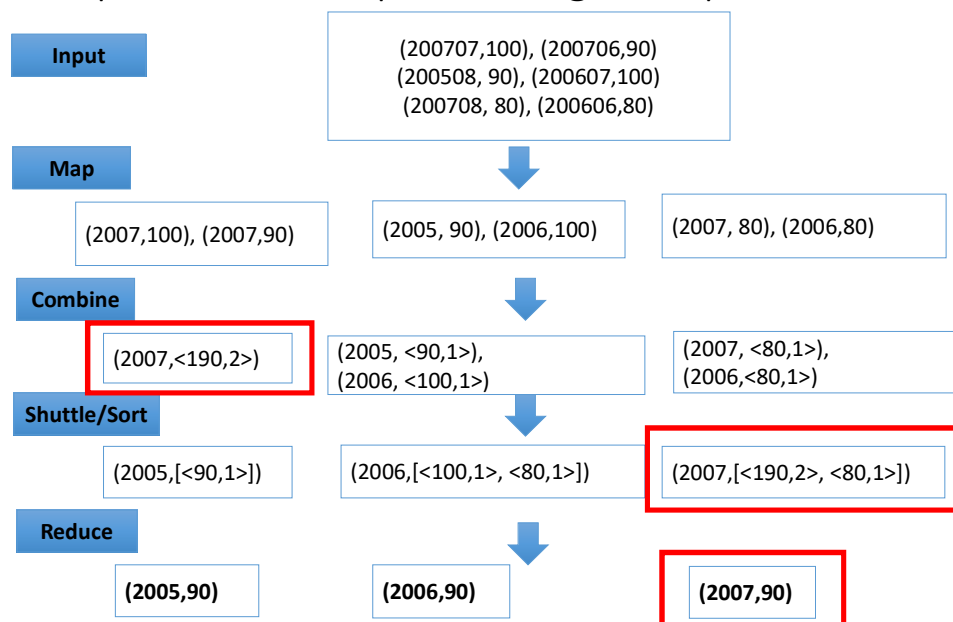 Input
(200707,100), (200706,90)
(200508, 90), (200607,100)
(200708, 80), (200606,80)
Map
(2007,100), (2007,90)
(2005, 90), (2006,100)
(2007, 80), (2006,80)
Combine
(2007,<190,2>)
(2005, <90,1>),
(2006, <100,1>)
(2007, <80,1>),
(2006,<80,1>)
Shuttle/Sort
(2005,[<90,1>])
(2006,[<100,1>, <80,1>])
(2007,[<190,2>, <80,1>])
Reduce
(2005,90)
(2006,90)
(2007,90)